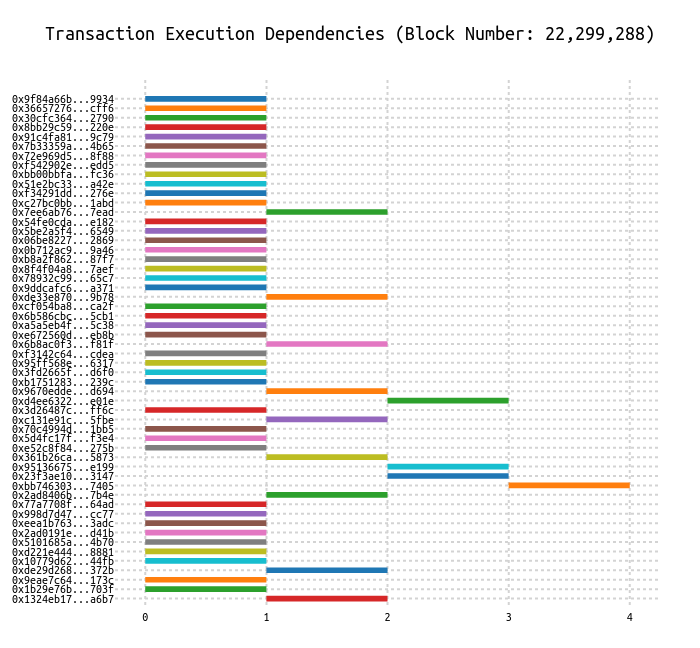 Transaction Execution Dependencies (Block Number: 22,299,288)
0x9f84a66b...9934
0x36657276...cff6
0x30cfc364...2790
0x8bb29c59...220e
0x91c4fa81...9c79
0x7b33359a...4b65
0x72e969d5...8f88
0xf542902e...edd5
0xbb00bbfa...fc36
0x51e2bc33...a42e
0xf34291dd...276e
0xc27bc0bb...1abd
0x7ee6ab76...7ead
0x54fe0cda...e182
0x5be2a5f4...6549
0x06be8227...2869
0x0b712ac9...9a46
0xb8a2f862...87f7
0x8f4f04a8...7aef
0x78932c99...65c7
0x9ddcafc6...a371
0xde33e870...9b78
0xcf054ba8...ca2f
0x6b586cbc...5cb1
0xa5a5eb4f...5c38
0xe672560d...eb8b
0x6b8ac0f3...f81f
0xf3142c64...cdea
0x95ff568e...6317
0x3fd2665f...d6f0
0xb1751283...239c
0x9670edde...d694
0xd4ee6322...e01e
0x3d26487c...ff6c
0xc131e91c...5fbe
0x70c4994d...1bb5
0x5d4fc17f...f3e4
0xe52c8f84...275b
0x361b26ca...5873
0x95136675...e199
0x23f3ae10...3147
0xbb746303...7405
0x2ad8406b...7b4e
0x77a7708f...64ad
0x998d7d47...cc77
0xeea1b763...3adc
0x2ad0191e...d41b
0x5101685a...4b70
0xd221e444...8881
0x10779d62...44fb
0xde29d268...372b
0x9eae7c64...173c
0x1b29e76b...703f
0x1324eb17...a6b7
0 1 2 3 4